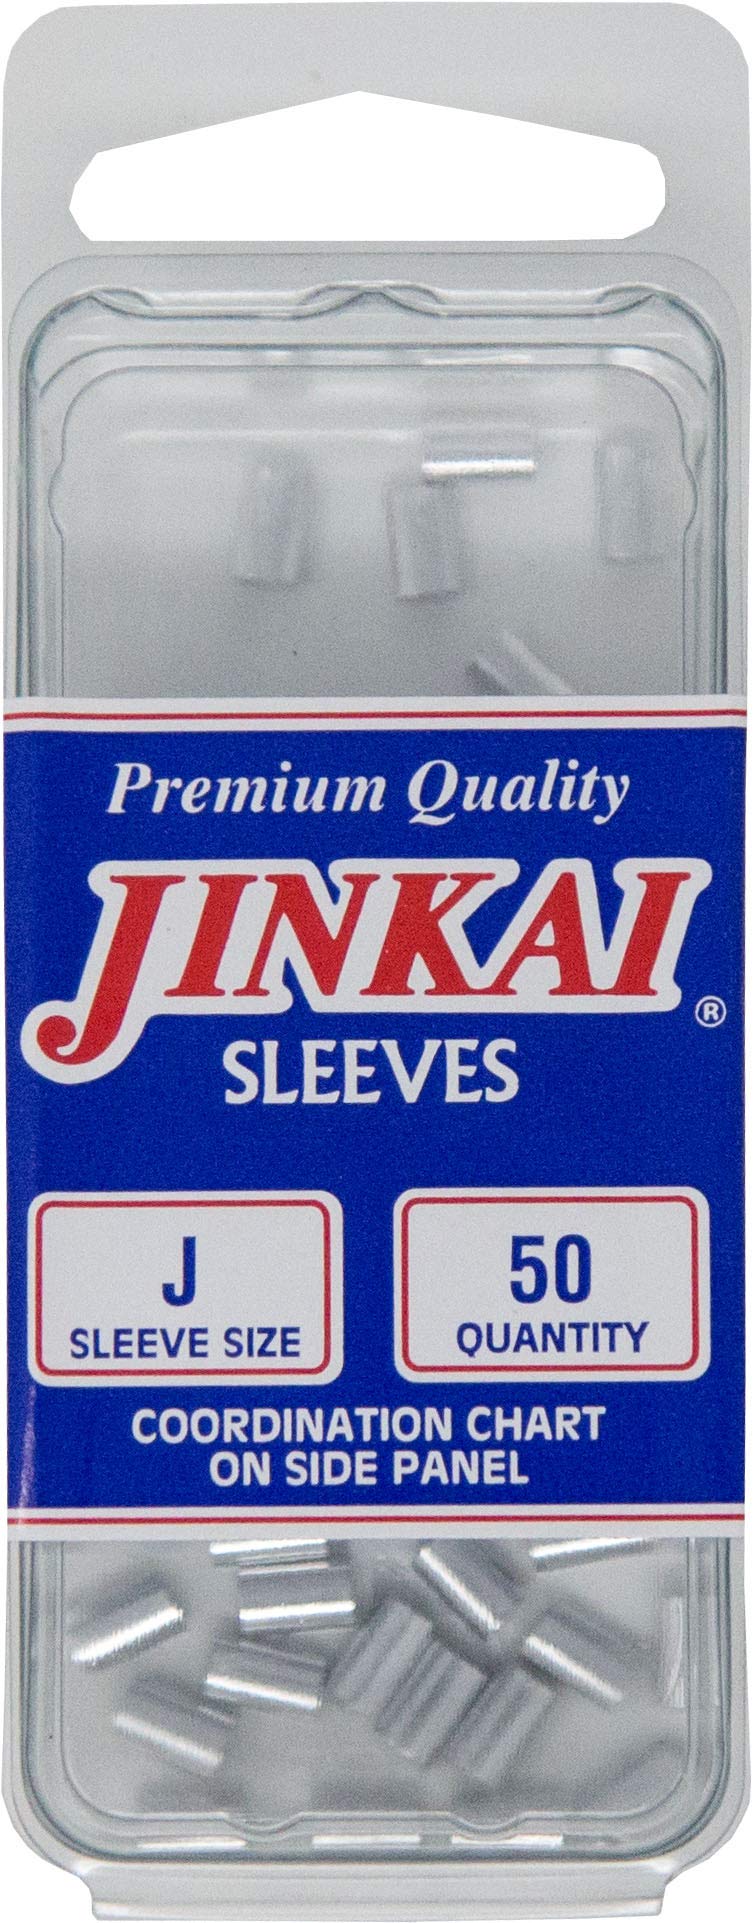 Premium Quality
JINKAI®
SLEEVES
J
SLEEVE SIZE
50
QUANTITY
COORDINATION CHART
ON SIDE PANEL